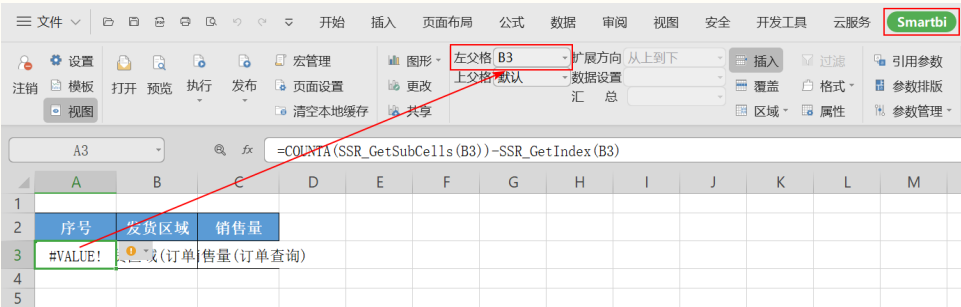 文件 开始 插入 页面布局 公式 数据 审阅 视图 安全 开发工具 云服务 Smartbi
设置 宏管理 图形 左父格 B3 扩展方向 从上到下 插入 过滤 引用参数
注销 模板 打开 预览 执行 发布 页面设置 更改 上父格 默认 数据设置 覆盖 格式 参数排版
视图 清空本地缓存 共享 汇 总 区域 属性 参数管理
A3 fx =COUNTA(SSR_GetSubCells(B3))-SSR_GetIndex(B3)
A B C D E F G H I J K L M
1
2 序号 发货区域 销售量
3 #VALUE! 区域(订单 售量(订单查询)
4
5